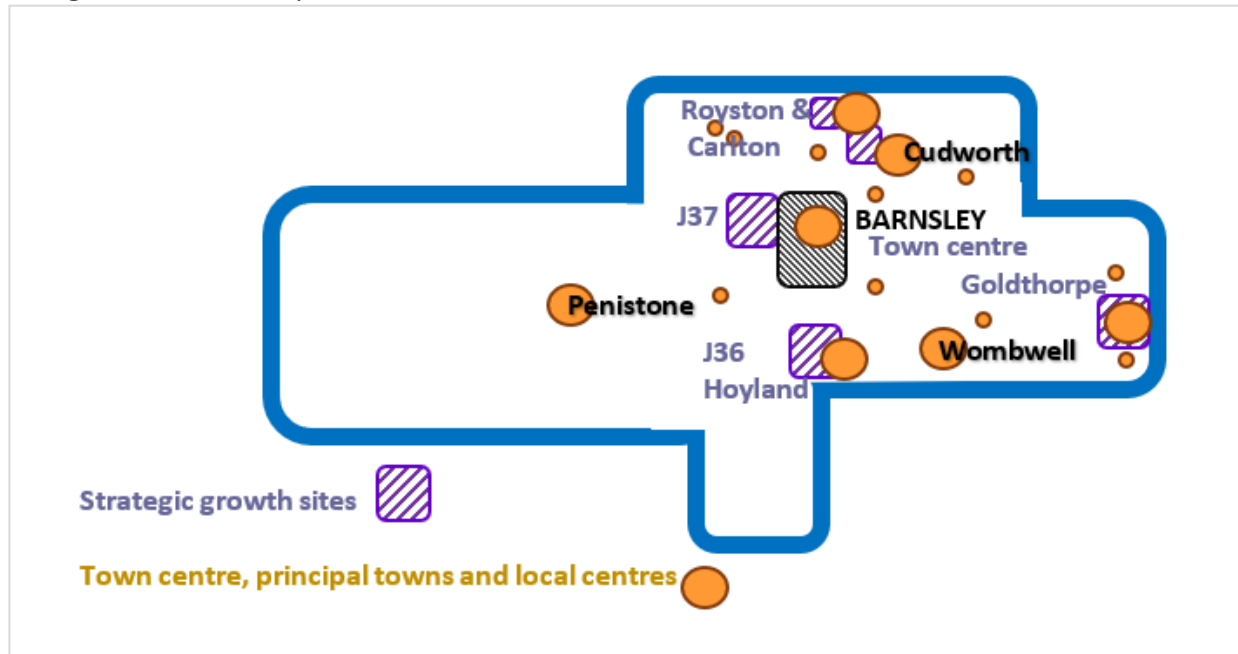 Royston &
Carlton
Cudworth
J37
BARNSLEY
Town centre
Goldthorpe
Penistone
J36
Hoyland
Wombwell
Strategic growth sites
Town centre, principal towns and local centres